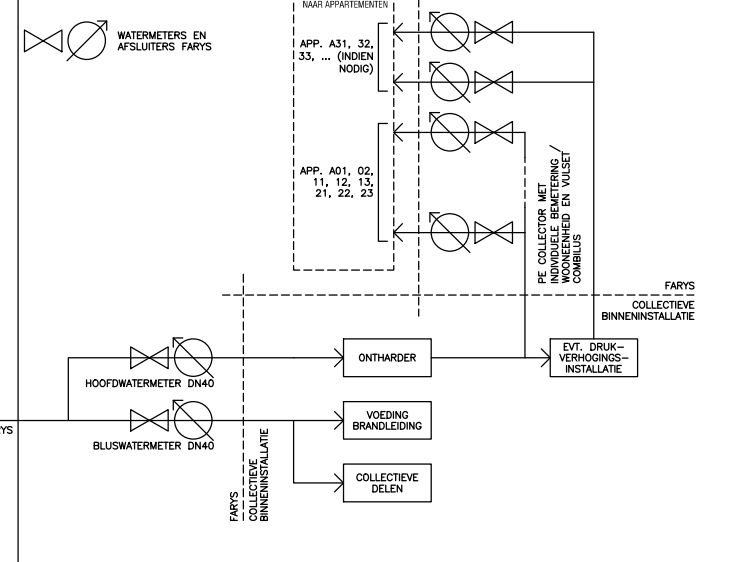 NAAR APPARTEMENTEN
WATERMETERS EN
AFSLUITERS FARYS
APP. A31, 32,
33, ... (INDIEN
NODIG)
APP. A01, 02,
11, 12, 13,
21, 22, 23
PE COLLECTOR MET
INDIVIDUELE BEMETERING /
WOONEENHEID EN VULSET
COMBILUS
FARYS
COLLECTIEVE
BINNENINSTALLATIE
EVT. DRUK-
VERHOGINGS-
INSTALLATIE
ONTHARDER
HOOFDWATERMETER DN40
VOEDING
BRANDLEIDING
YS
BLUSWATERMETER DN40
COLLECTIEVE
DELEN
FARYS
COLLECTIEVE
BINNENINSTALLATIE